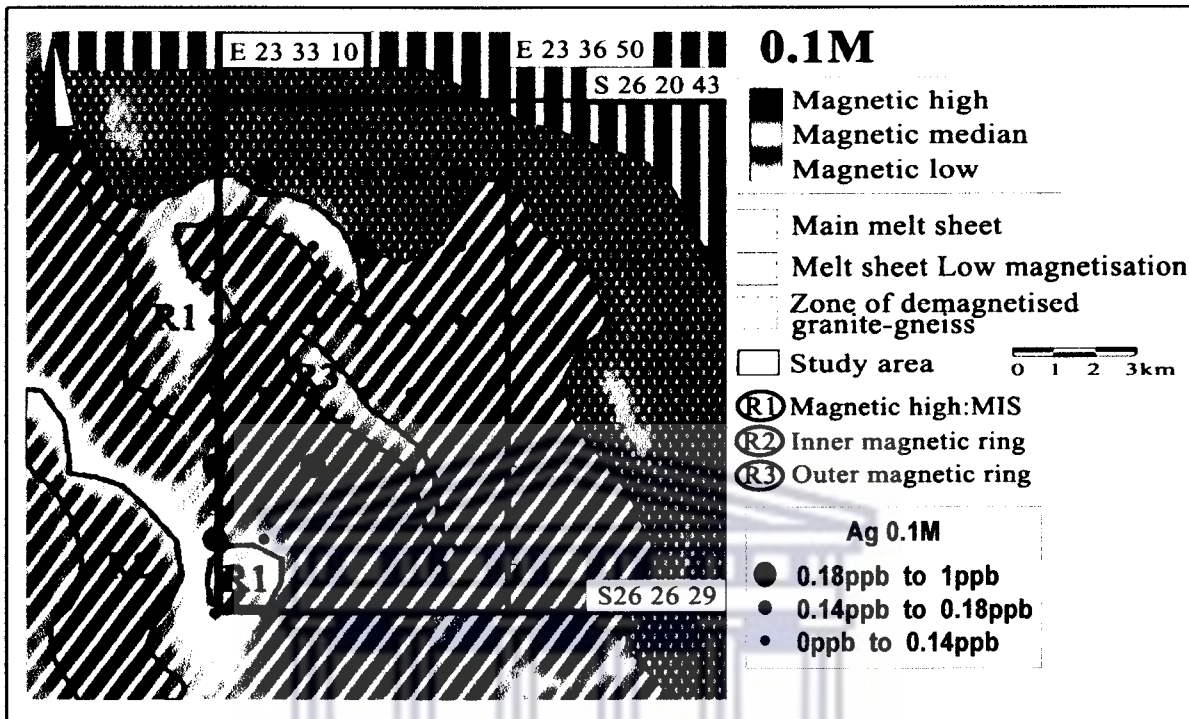 E 23 33 10
E 23 36 50
S 26 20 43
R1
R3
R1
S26 26 29
0.1M
Magnetic high
Magnetic median
Magnetic low
Main melt sheet
Melt sheet Low magnetisation
Zone of demagnetised
granite-gneiss
Study area
0 1 2 3km
R1 Magnetic high:MIS
R2 Inner magnetic ring
R3 Outer magnetic ring
Ag 0.1M
0.18ppb to 1ppb
0.14ppb to 0.18ppb
0ppb to 0.14ppb